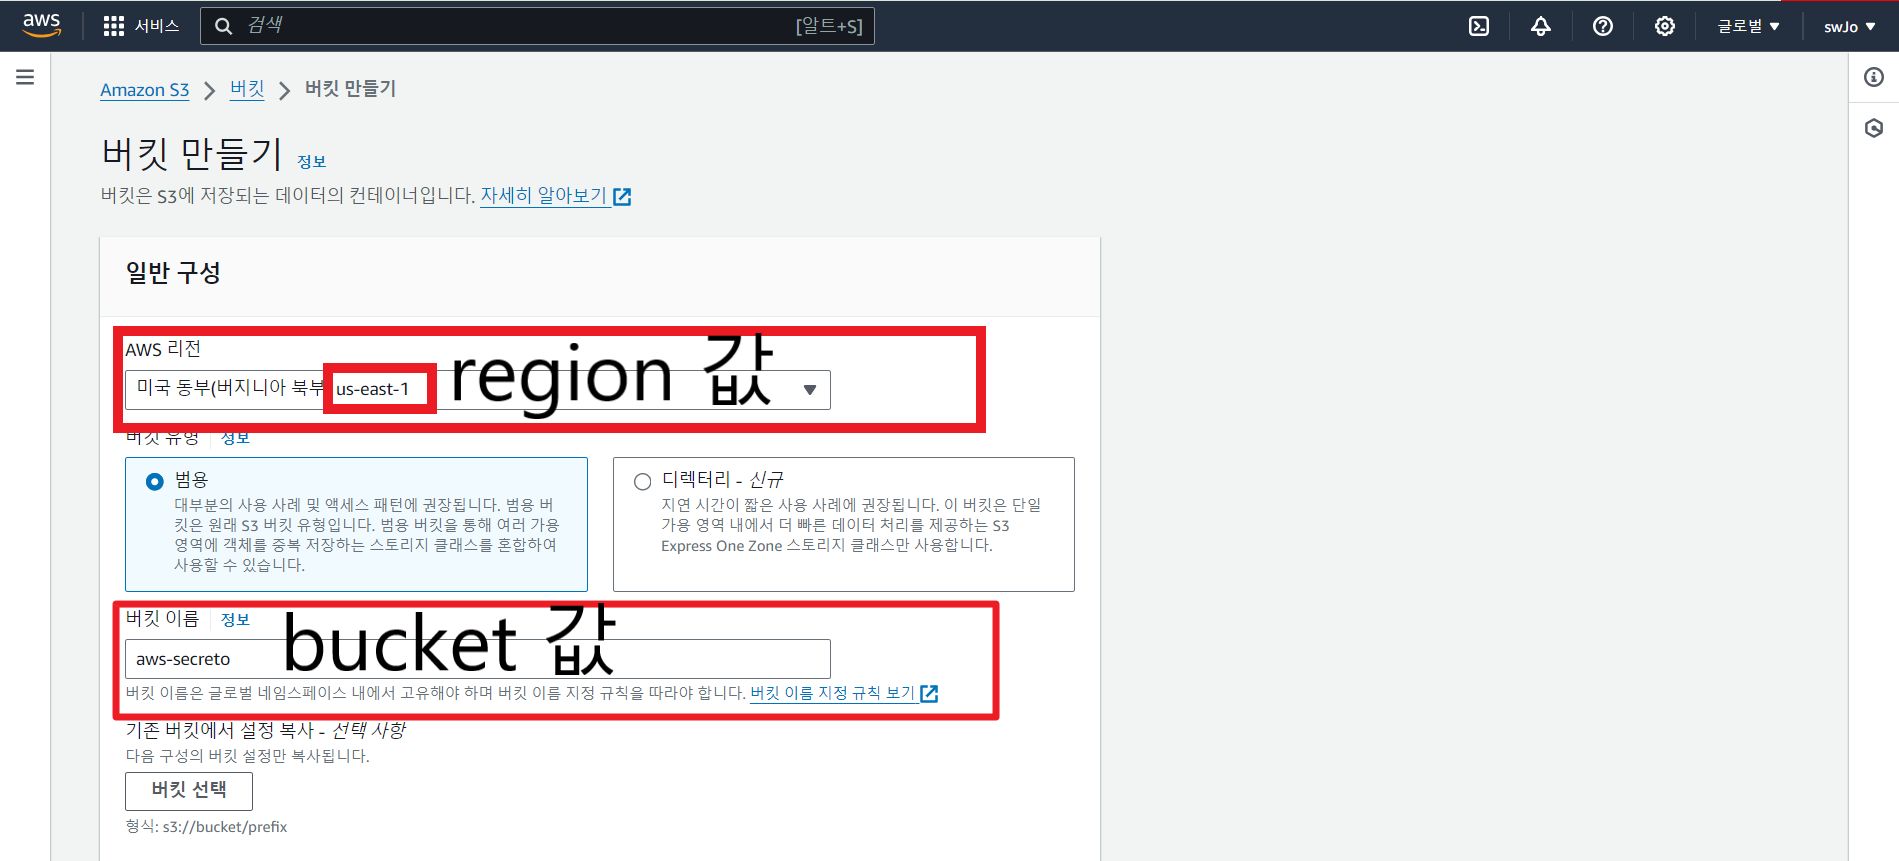 aws
서비스
검색
[알트+S]
글로벌
swJo
Amazon S3
버킷
버킷 만들기
버킷 만들기 정보
버킷은 S3에 저장되는 데이터의 컨테이너입니다. 자세히 알아보기
일반 구성
AWS 리전
미국 동부(버지니아 북부 us-east-1
region 값
버킷 유형 정보
범용
대부분의 사용 사례 및 액세스 패턴에 권장됩니다. 범용 버
킷은 원래 S3 버킷 유형입니다. 범용 버킷을 통해 여러 가용
영역에 객체를 중복 저장하는 스토리지 클래스를 혼합하여
사용할 수 있습니다.
디렉터리 - 신규
지연 시간이 짧은 사용 사례에 권장됩니다. 이 버킷은 단일
가용 영역 내에서 더 빠른 데이터 처리를 제공하는 S3
Express One Zone 스토리지 클래스만 사용합니다.
버킷 이름 정보
bucket 값
aws-secreto
버킷 이름은 글로벌 네임스페이스 내에서 고유해야 하며 버킷 이름 지정 규칙을 따라야 합니다. 버킷 이름 지정 규칙 보기
기존 버킷에서 설정 복사 - 선택 사항
다음 구성의 버킷 설정만 복사됩니다.
버킷 선택
형식: s3://bucket/prefix